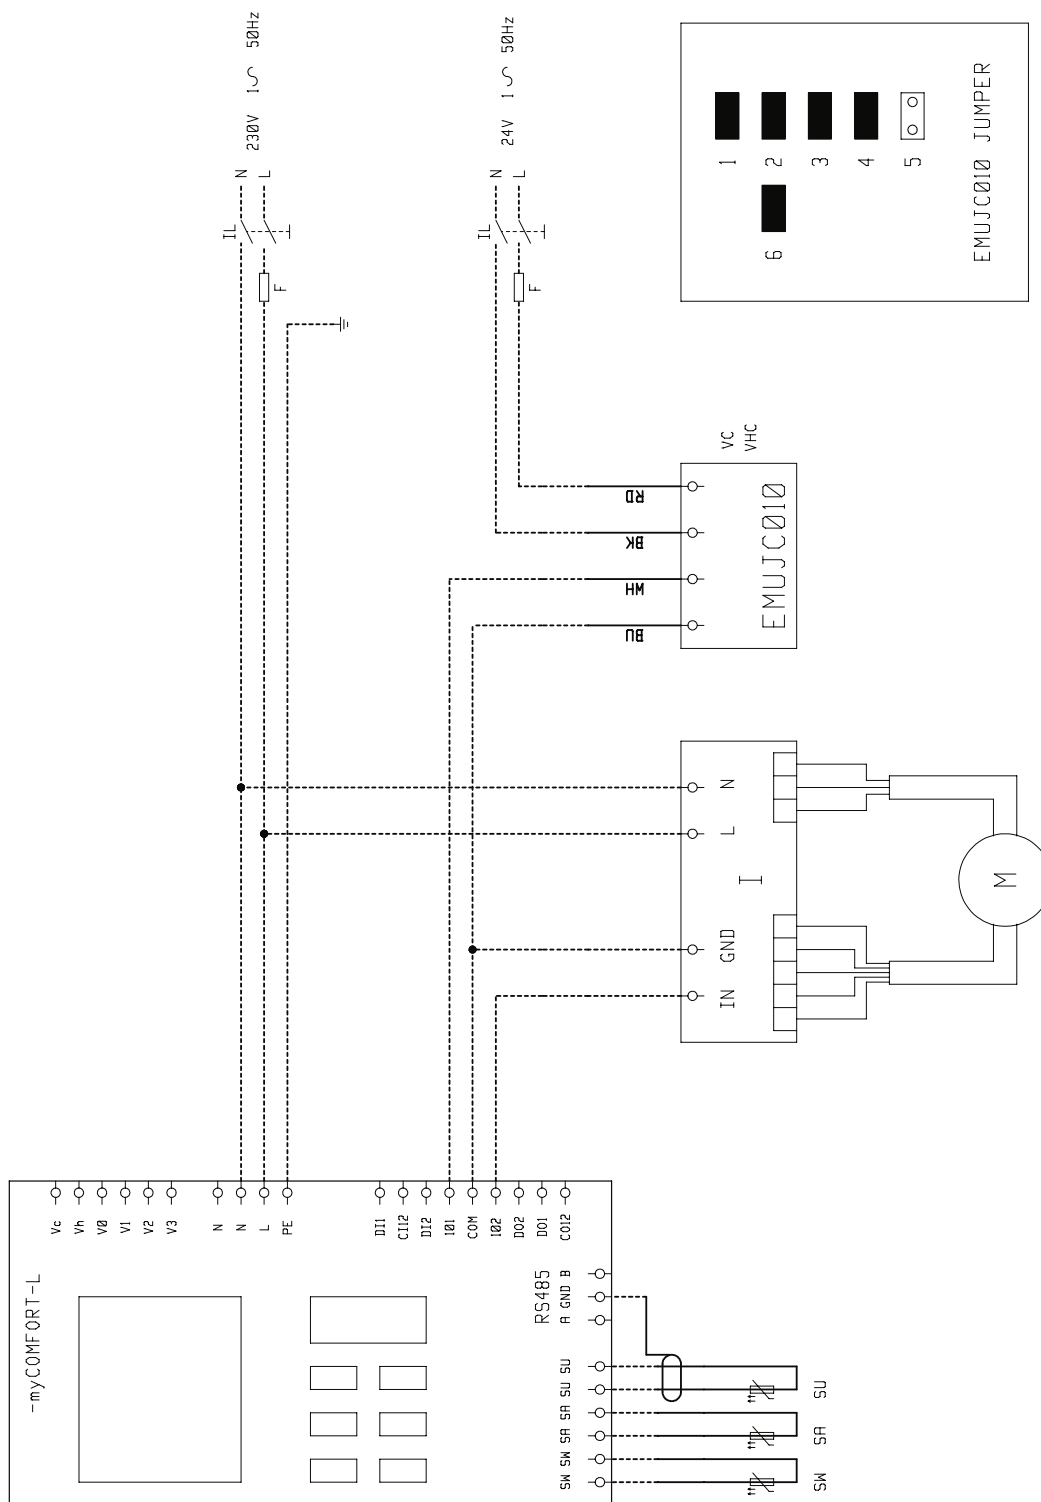 230V 1∿ 50Hz
N
L
IL
F
24V 1∿ 50Hz
N
L
IL
F
1
2
3
4
5
6
EMUJC010 JUMPER
VC
VHC
RD
BK
WH
BU
EMUJC010
N
L
I
GND
IN
M
-myCOMFORT-L
Vc
Vh
V0
V1
V2
V3
N
N
L
PE
DI1
CI12
DI2
I01
COM
I02
DO2
DO1
CO12
RS485
A GND B
SW SW SA SA SU SU
SU
SA
SW